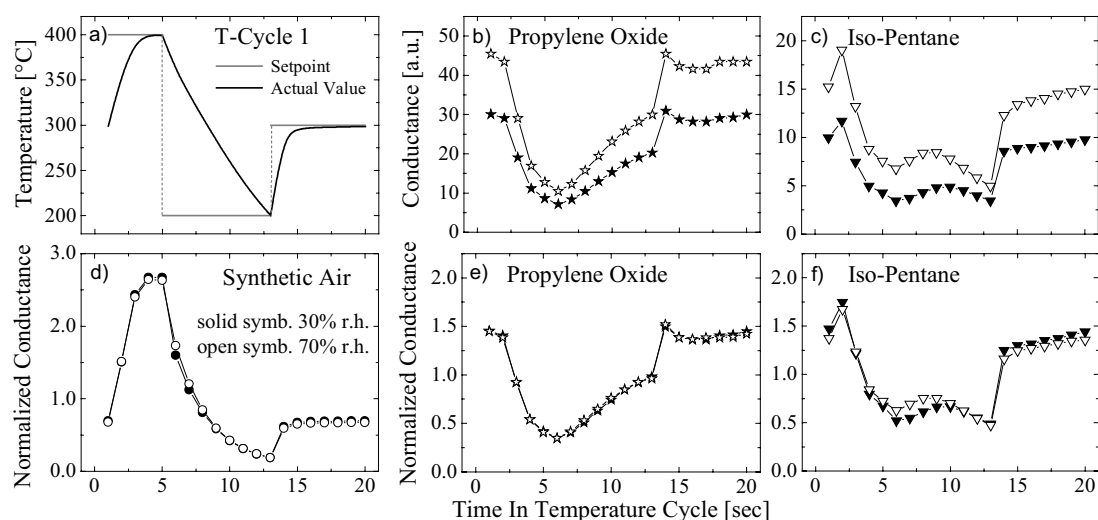 a)
T-Cycle 1
Setpoint
Actual Value
Temperature [°C]
400
350
300
250
200
b)
Propylene Oxide
Conductance [a.u.]
50
40
30
20
10
0
c)
Iso-Pentane
20
15
10
5
0
d)
Synthetic Air
solid symb. 30% r.h.
open symb. 70% r.h.
Normalized Conductance
3.0
2.0
1.0
0.0
0
5
10
15
20
e)
Propylene Oxide
Normalized Conductance
2.0
1.5
1.0
0.5
0.0
0
5
10
15
20
f)
Iso-Pentane
2.0
1.5
1.0
0.5
0.0
0
5
10
15
20
Time In Temperature Cycle [sec]